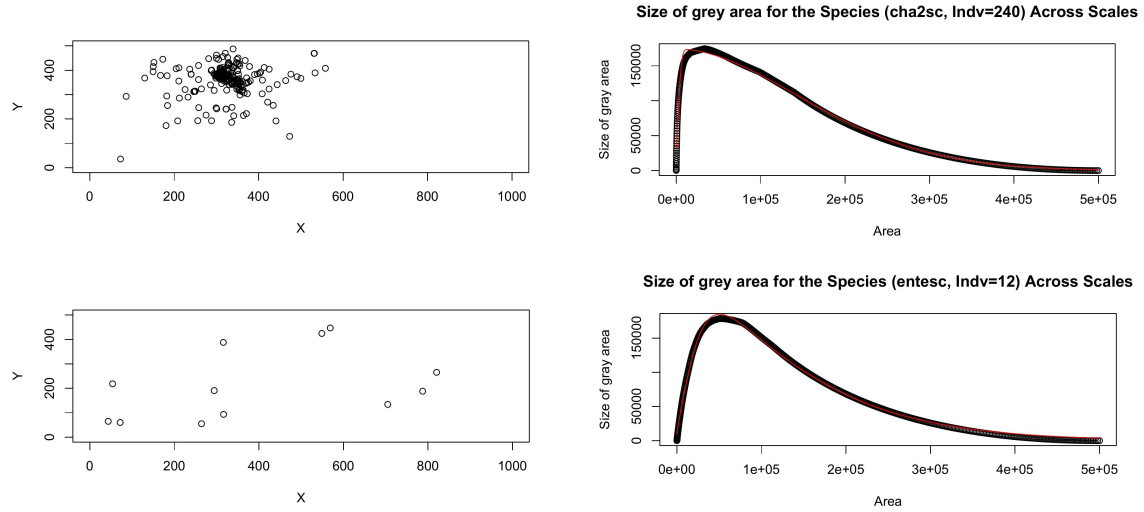 Size of grey area for the Species (cha2sc, Indv=240) Across Scales
Y
0 200 400
0 200 400 600 800 1000
X
Size of gray area
0 50000 150000
0e+00 1e+05 2e+05 3e+05 4e+05 5e+05
Area
Size of grey area for the Species (entesc, Indv=12) Across Scales
Y
0 200 400
0 200 400 600 800 1000
X
Size of gray area
0 50000 150000
0e+00 1e+05 2e+05 3e+05 4e+05 5e+05
Area